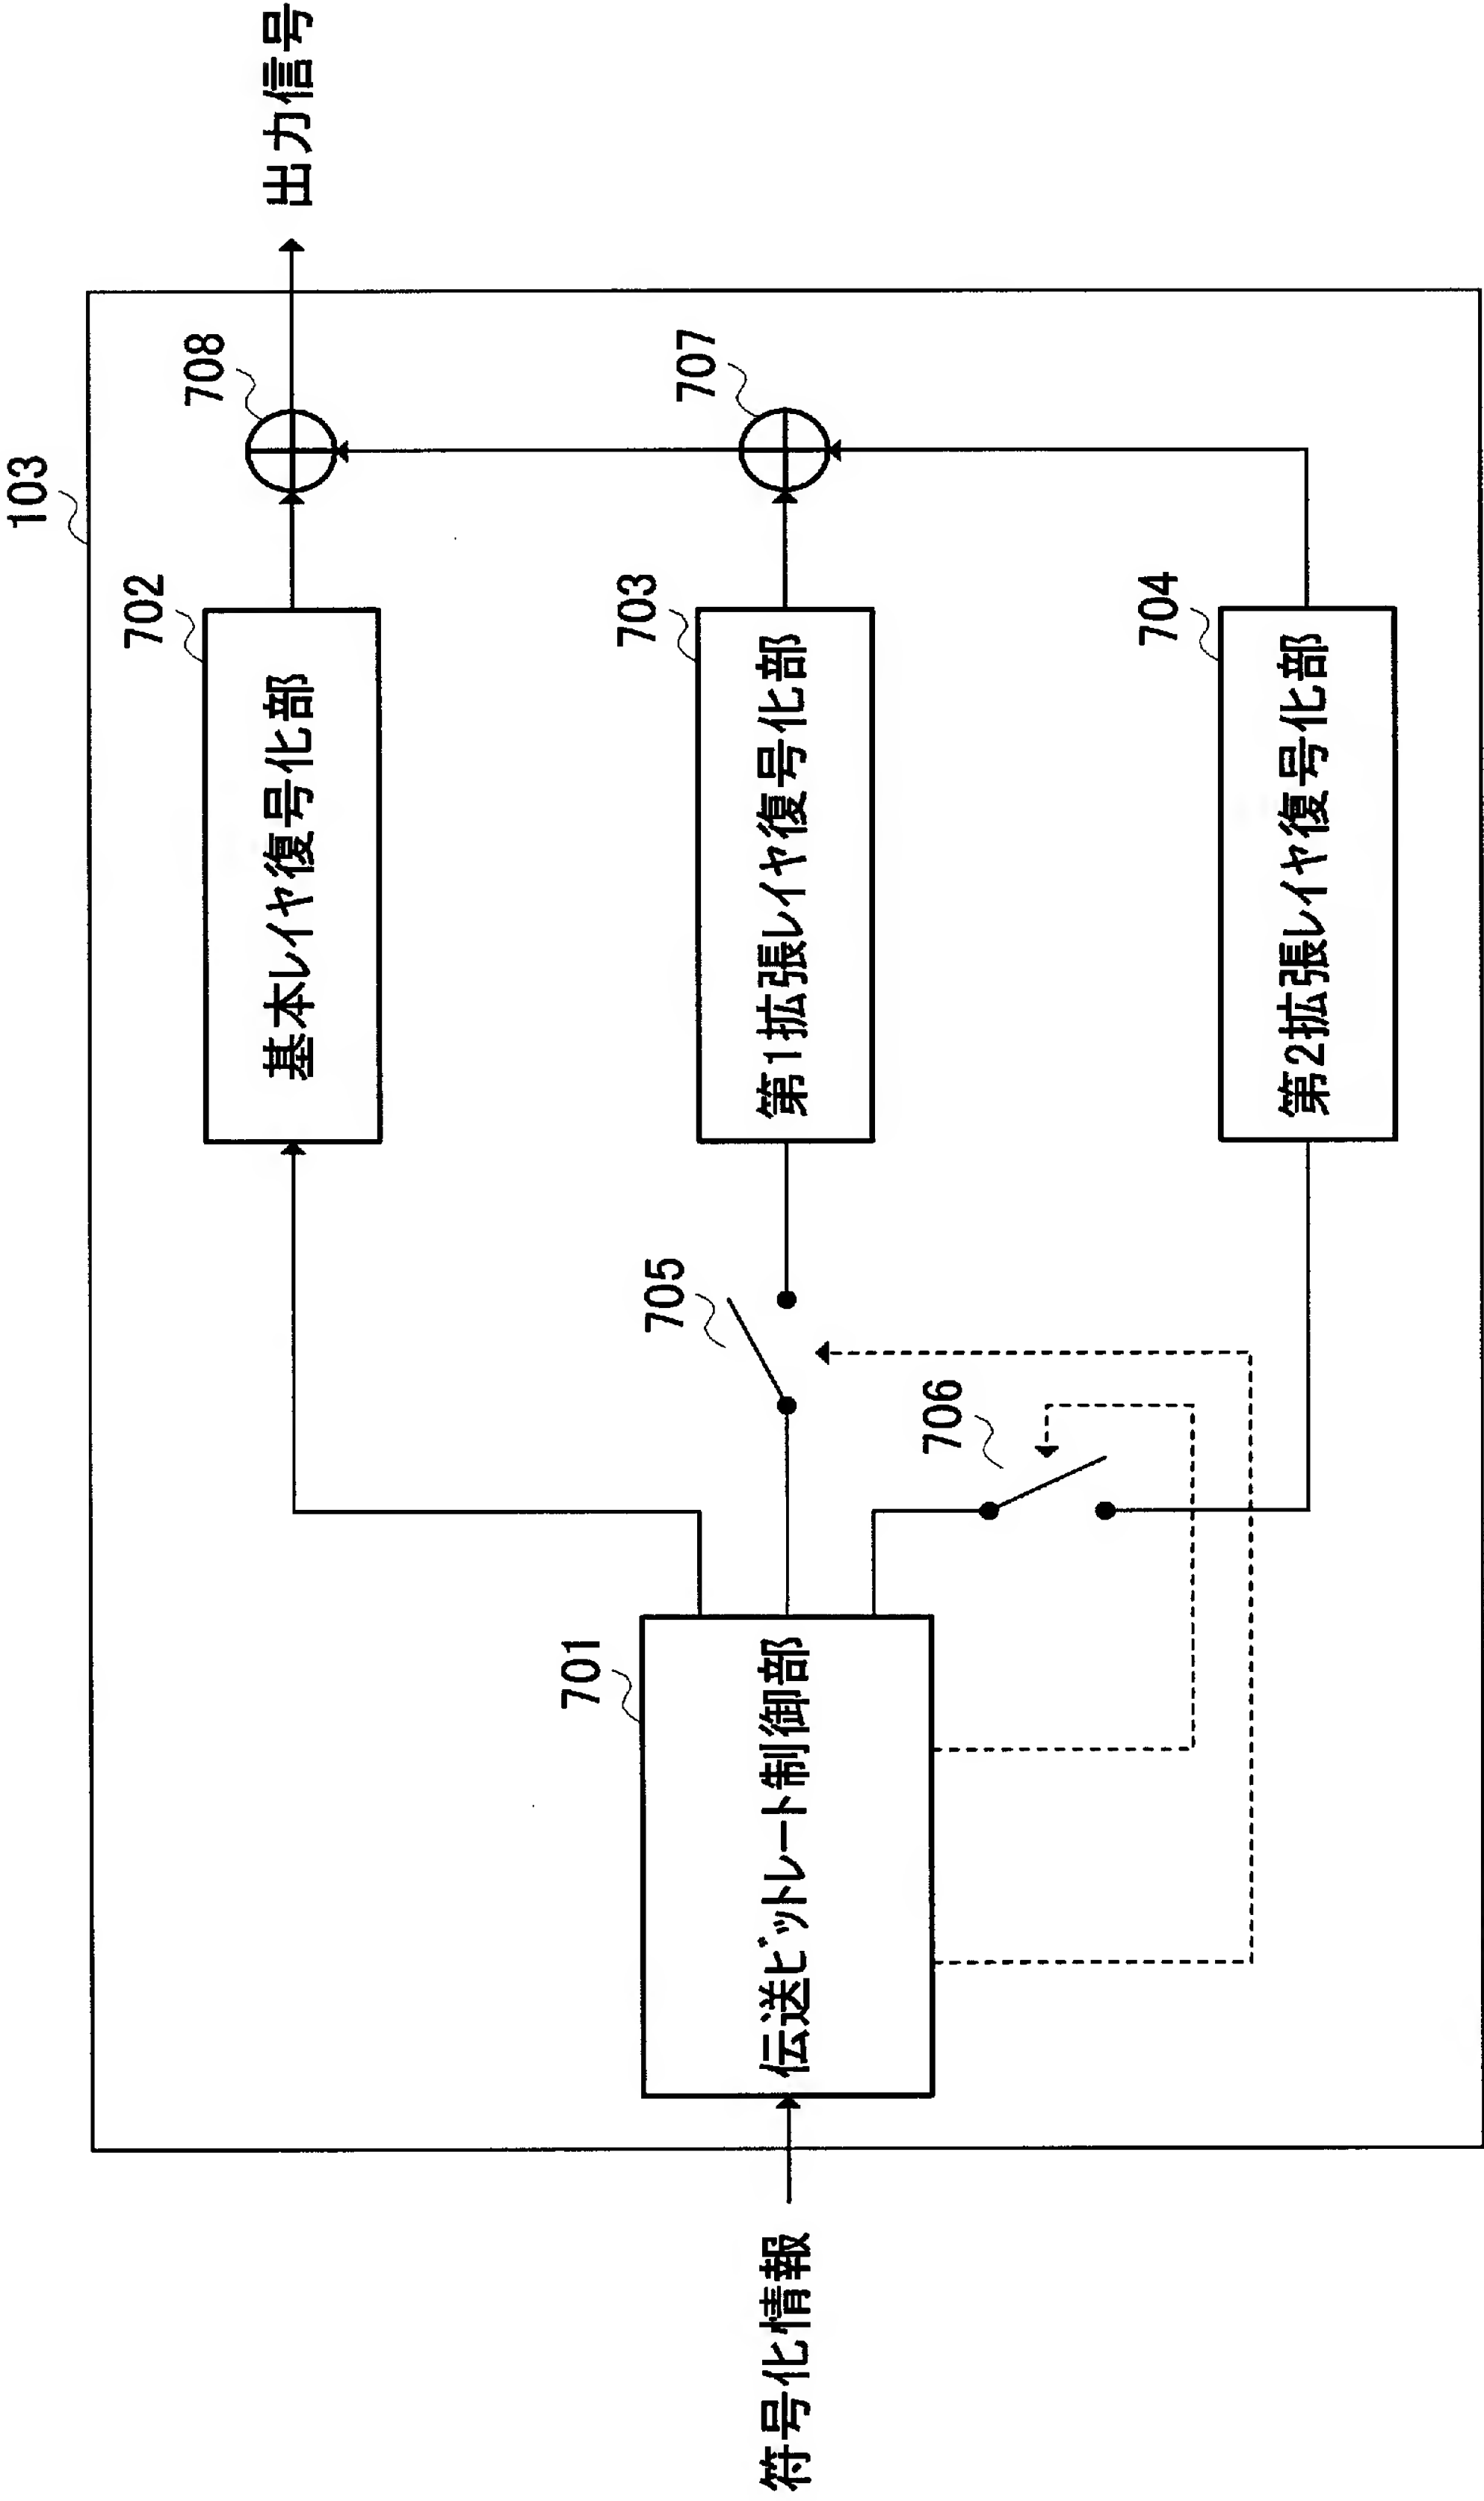 103
702
基本レイヤ復号化部
708
出力信号
701
伝送ビットレート制御部
符号化情報
705
703
第1拡張レイヤ復号化部
707
706
704
第2拡張レイヤ復号化部